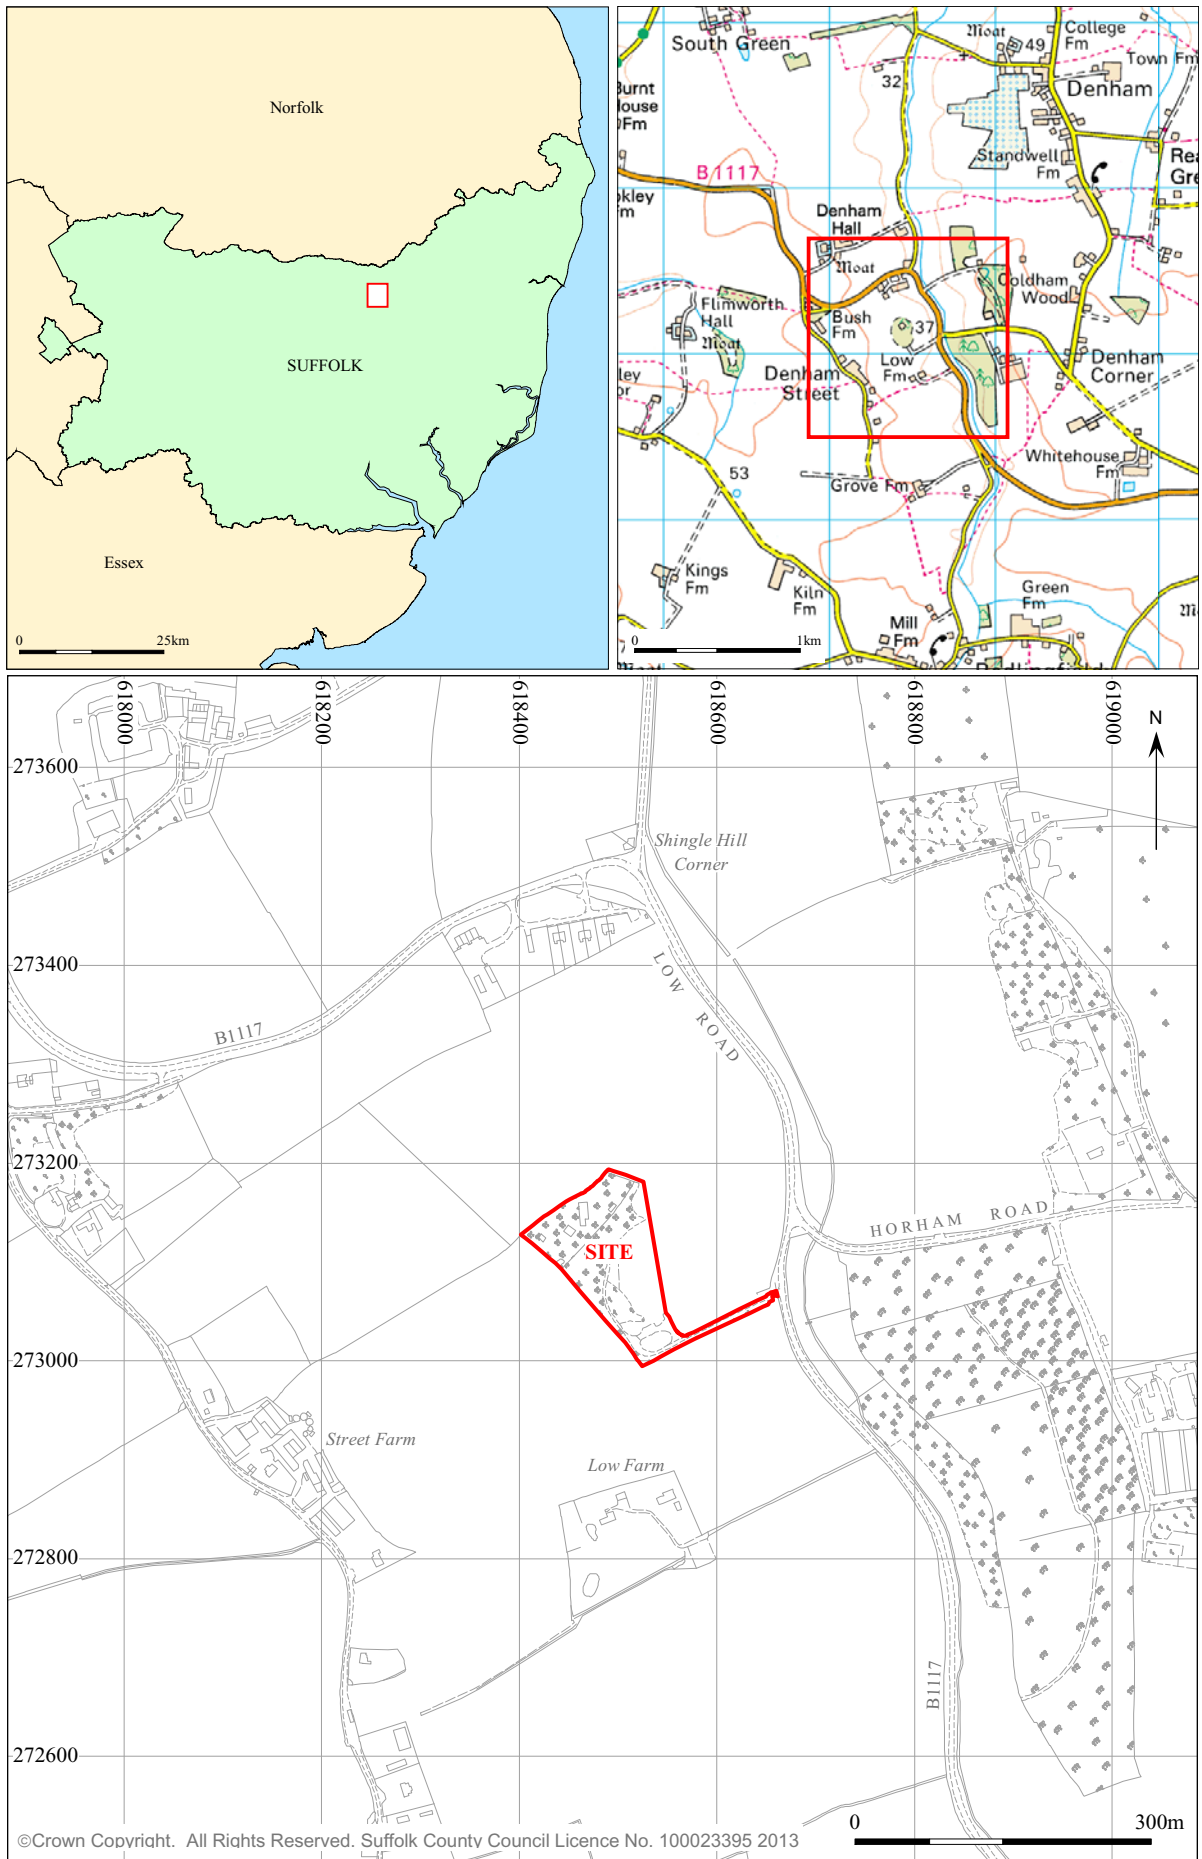 Norfolk
SUFFOLK
Essex
0
25km
South Green
Moat
49
College
Fm
Town Fm
32
Denham
Standwell
Fm
B 1117
Denham
Hall
Moat
Coldham
Wood
Flimworth
Hall
Moat
Bush
Fm
37
Low
Fm
Denham
Street
Denham
Corner
Whitehouse
Fm
53
Grove Fm
Kings
Fm
Kiln
Fm
Green
Fm
Mill
Fm
0
1km
618000
618200
618400
618600
618800
619000
N
273600
Shingle Hill
Corner
273400
LOW ROAD
B1117
273200
HORHAM ROAD
SITE
273000
Street Farm
Low Farm
272800
B1117
272600
0
300m
©Crown Copyright. All Rights Reserved. Suffolk County Council Licence No. 100023395 2013